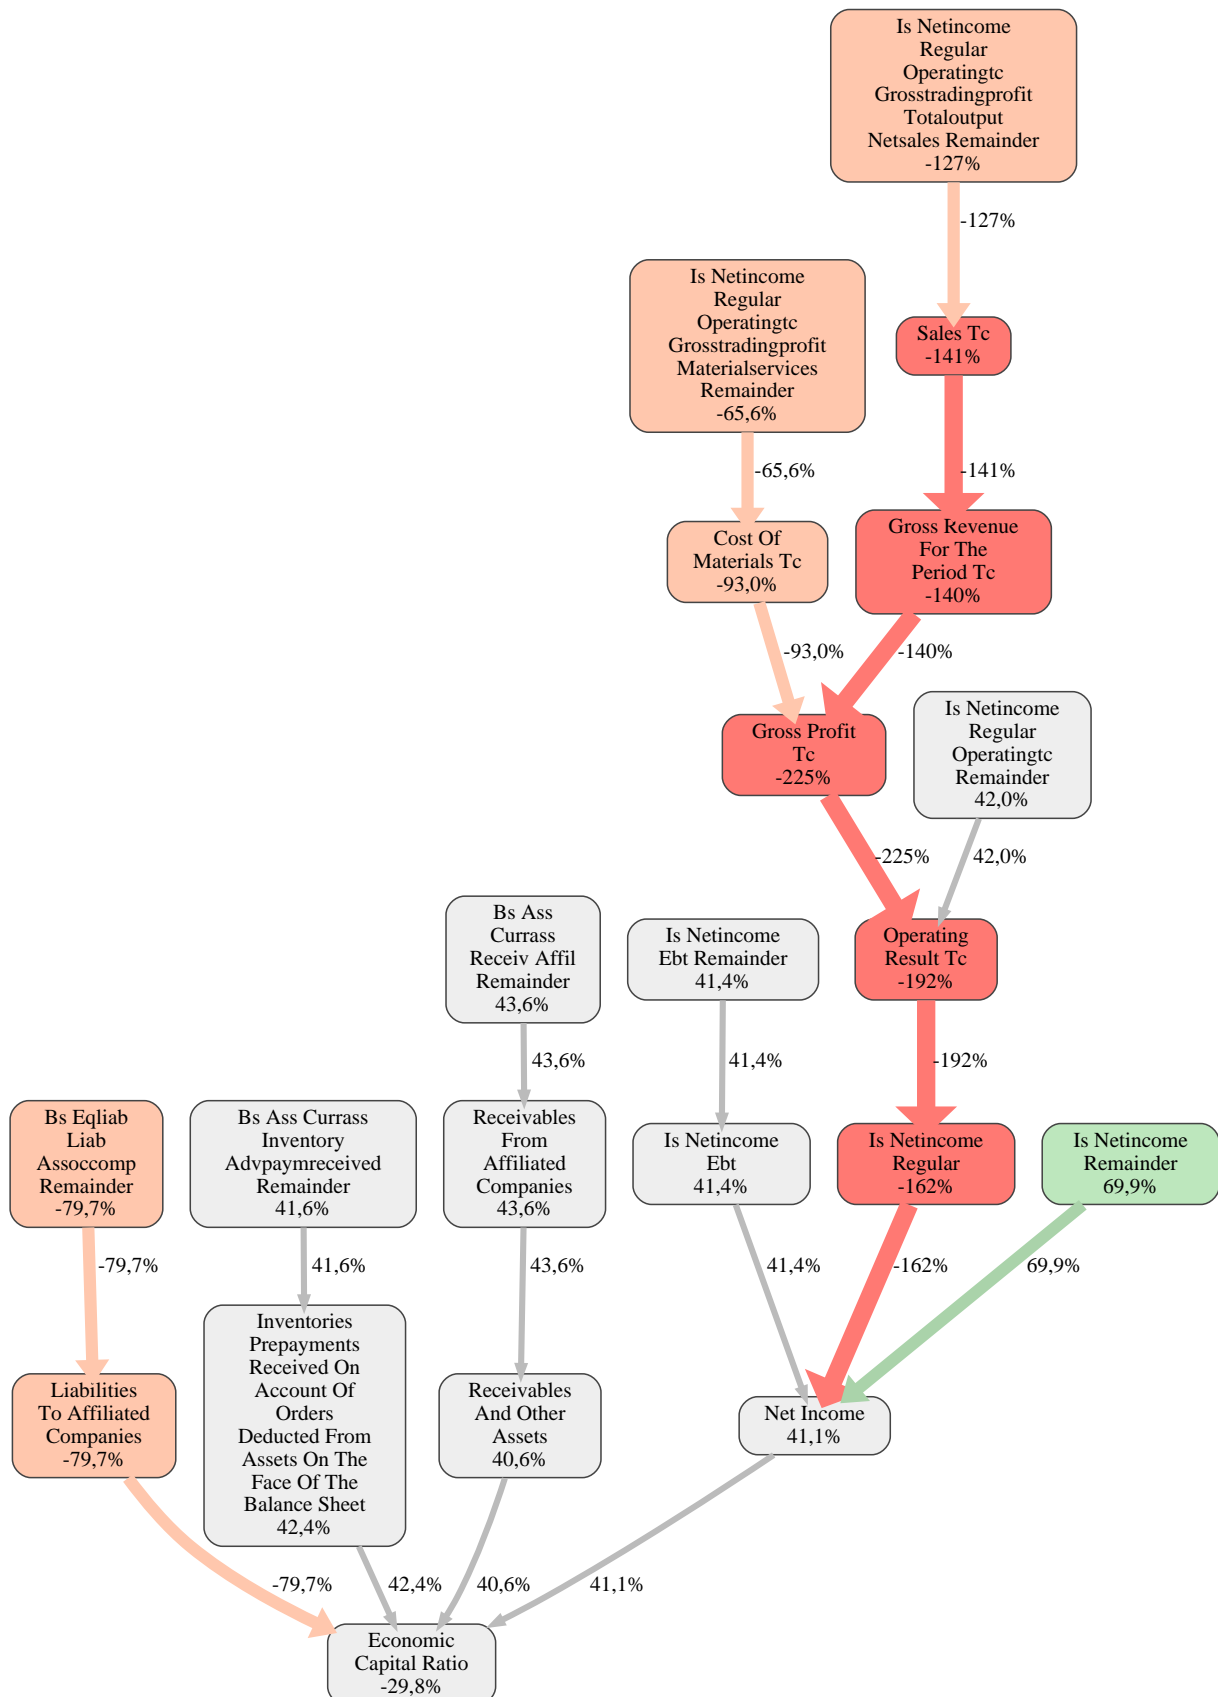 Is Netincome
Regular
Operatingtc
Grosstradingprofit
Totaloutput
Netsales Remainder
-127%
-127%
Is Netincome
Regular
Operatingtc
Grosstradingprofit
Materialservices
Remainder
-65,6%
Sales Tc
-141%
-65,6%
-141%
Cost Of
Materials Tc
-93,0%
Gross Revenue
For The
Period Tc
-140%
-93,0%
-140%
Gross Profit
Tc
-225%
Is Netincome
Regular
Operatingtc
Remainder
42,0%
-225%
42,0%
Bs Ass
Currass
Receiv Affil
Remainder
43,6%
Is Netincome
Ebt Remainder
41,4%
Operating
Result Tc
-192%
43,6%
41,4%
-192%
Bs Eqliab
Liab
Assoccomp
Remainder
-79,7%
Bs Ass Currass
Inventory
Advpaymreceived
Remainder
41,6%
Receivables
From
Affiliated
Companies
43,6%
Is Netincome
Ebt
41,4%
Is Netincome
Regular
-162%
Is Netincome
Remainder
69,9%
-79,7%
41,6%
43,6%
41,4%
-162%
69,9%
Liabilities
To Affiliated
Companies
-79,7%
Inventories
Prepayments
Received On
Account Of
Orders
Deducted From
Assets On The
Face Of The
Balance Sheet
42,4%
Receivables
And Other
Assets
40,6%
Net Income
41,1%
-79,7%
42,4%
40,6%
41,1%
Economic
Capital Ratio
-29,8%